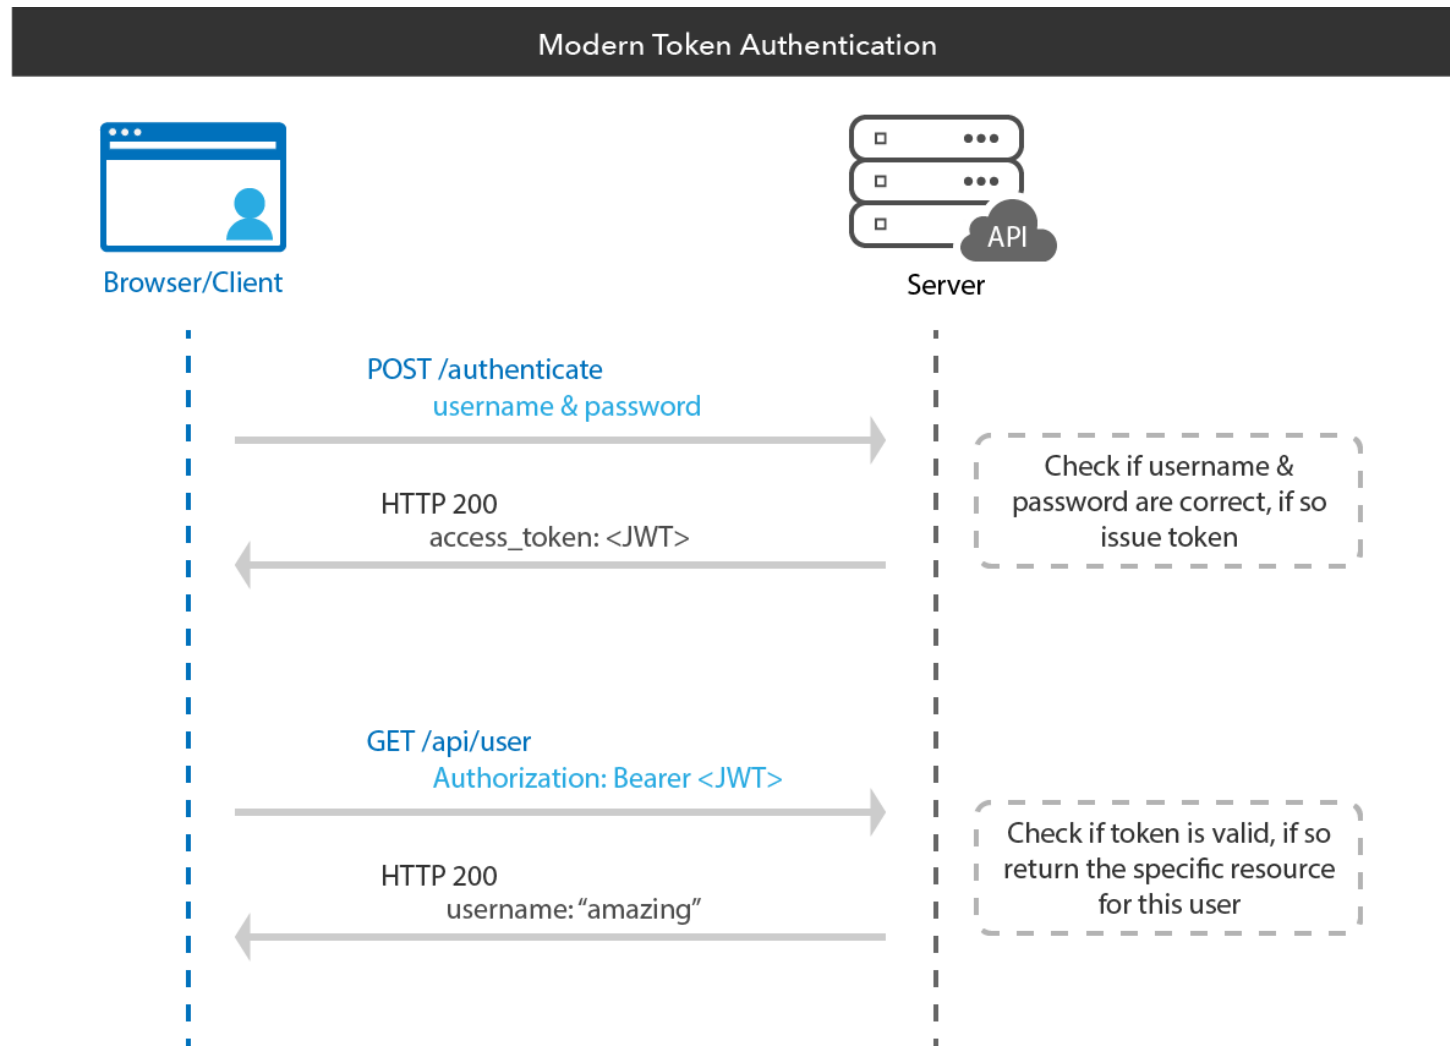 Modern Token Authentication
API
Browser/Client
Server
POST /authenticate
username & password
Check if username &
password are correct, if so
issue token
HTTP 200
access_token: <JWT>
GET /api/user
Authorization: Bearer <JWT>
Check if token is valid, if so
return the specific resource
for this user
HTTP 200
username: “amazing”